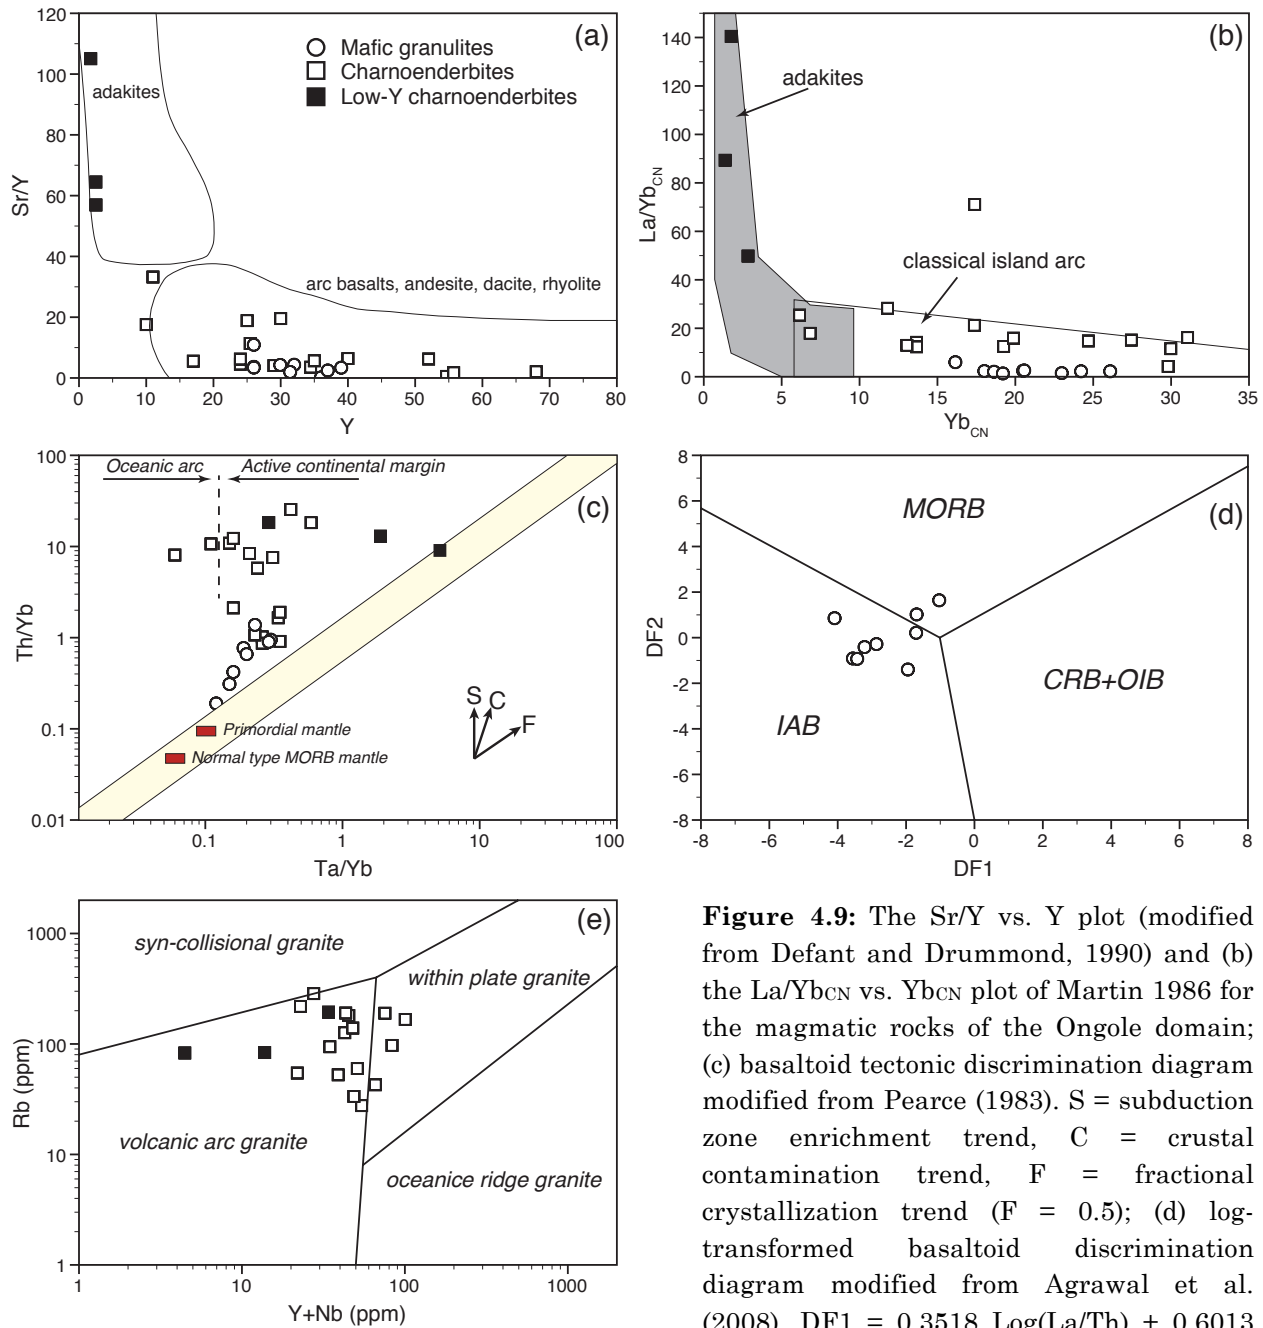 120
100
80
60
40
20
0
Sr/Y
0 10 20 30 40 50 60 70 80
Y
(a)
Mafic granulites
Charnoenderbites
Low-Y charnoenderbites
adakites
arc basalts, andesite, dacite, rhyolite
140
120
100
80
60
40
20
0
La/YbCN
0 5 10 15 20 25 30 35
YbCN
(b)
adakites
classical island arc
100
10
1
0.1
0.01
Th/Yb
0.1 1 10 100
Ta/Yb
Oceanic arc
Active continental margin
(c)
S C
F
Primordial mantle
Normal type MORB mantle
8
6
4
2
0
-2
-4
-6
-8
DF2
-8 -6 -4 -2 0 2 4 6 8
DF1
MORB
(d)
CRB+OIB
IAB
1000
100
10
1
Rb (ppm)
1 10 100 1000
Y+Nb (ppm)
(e)
syn-collisional granite
within plate granite
volcanic arc granite
oceanice ridge granite
Figure 4.9: The Sr/Y vs. Y plot (modified
from Defant and Drummond, 1990) and (b)
the La/YbCN vs. YbCN plot of Martin 1986 for
the magmatic rocks of the Ongole domain;
(c) basaltoid tectonic discrimination diagram
modified from Pearce (1983). S = subduction
zone enrichment trend, C = crustal
contamination trend, F = fractional
crystallization trend (F = 0.5); (d) log-
transformed basaltoid discrimination
diagram modified from Agrawal et al.
(2008). DF1 = 0.3518 Log(La/Th) + 0.6013